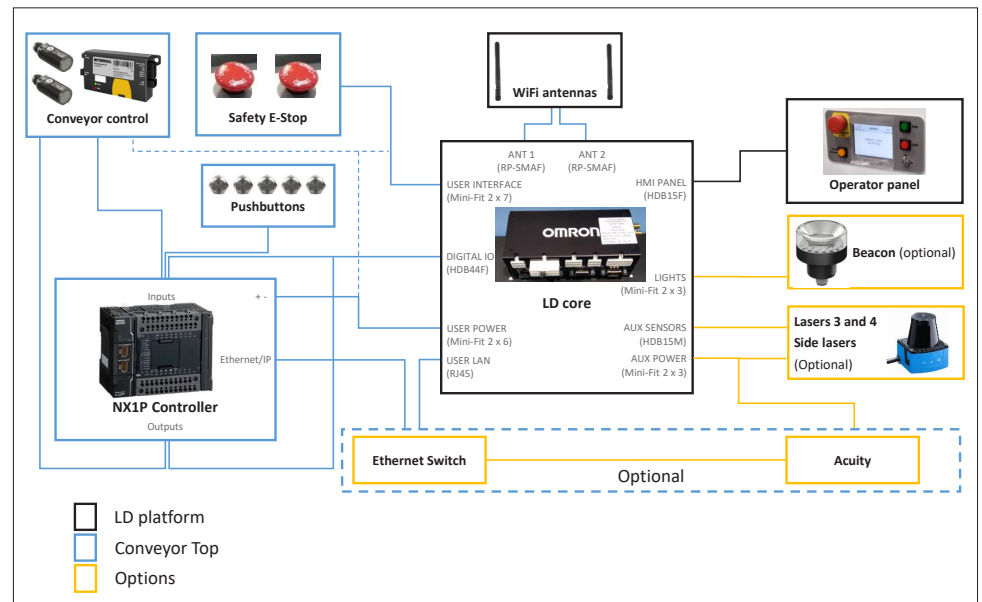 Conveyor control
Safety E-Stop
WiFi antennas
Operator panel
Pushbuttons
ANT 1
(RP-SMAF)
ANT 2
(RP-SMAF)
USER INTERFACE
(Mini-Fit 2 x 7)
HMI PANEL
(HDB15F)
OMRON
DIGITAL IO
(HDB44F)
LIGHTS
(Mini-Fit 2 x 3)
LD core
USER POWER
(Mini-Fit 2 x 6)
AUX SENSORS
(HDB15M)
USER LAN
(RJ45)
AUX POWER
(Mini-Fit 2 x 3)
Beacon (optional)
Lasers 3 and 4
Side lasers
(Optional)
Inputs
+ -
Ethernet/IP
NX1P Controller
Outputs
Ethernet Switch
Optional
Acuity
LD platform
Conveyor Top
Options